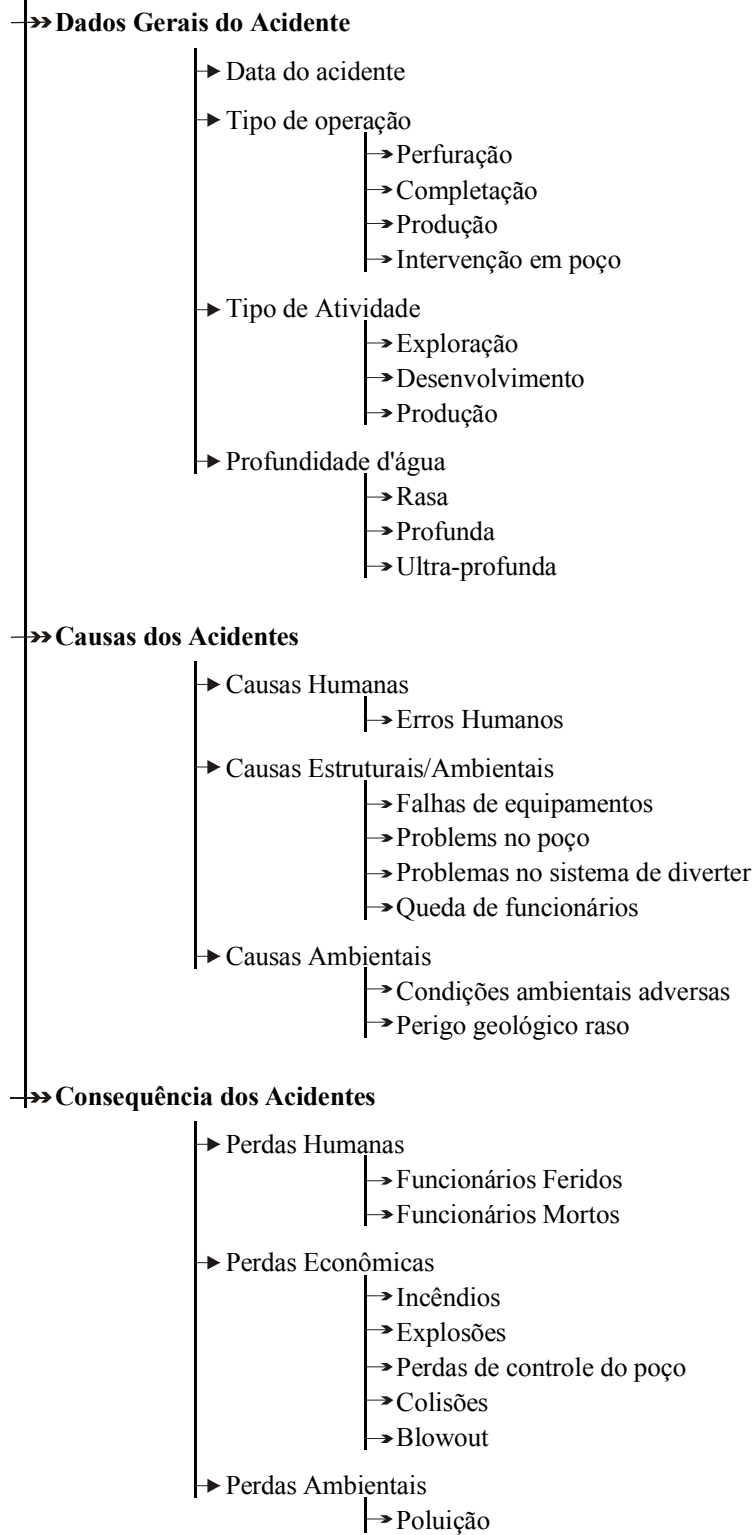 Dados Gerais do Acidente
Data do acidente
Tipo de operação
Perfuração
Completação
Produção
Intervenção em poço
Tipo de Atividade
Exploração
Desenvolvimento
Produção
Profundidade d'água
Rasa
Profunda
Ultra-profunda
Causas dos Acidentes
Causas Humanas
Erros Humanos
Causas Estruturais/Ambientais
Falhas de equipamentos
Problems no poço
Problemas no sistema de diverter
Queda de funcionários
Causas Ambientais
Condições ambientais adversas
Perigo geológico raso
Consequência dos Acidentes
Perdas Humanas
Funcionários Feridos
Funcionários Mortos
Perdas Econômicas
Incêndios
Explosões
Perdas de controle do poço
Colisões
Blowout
Perdas Ambientais
Poluição